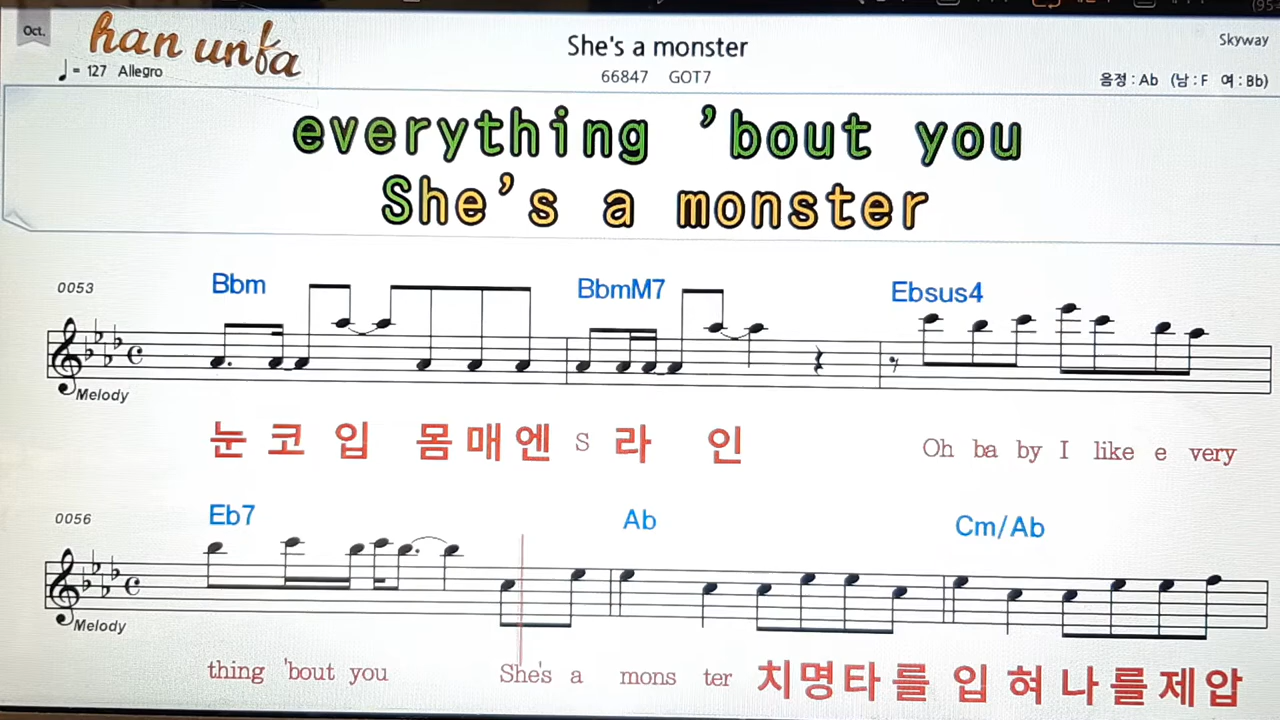 Oct.
han unfa
= 127 Allegro
She's a monster
66847 GOT7
Skyway
음정 : Ab (남 : F 여 : Bb)
everything 'bout you
She's a monster
0053
Bbm BbmM7 Ebsus4
Melody
눈 코 입 몸 매 엔 S 라 인 Oh ba by I like e very
0056
Eb7 Ab Cm/Ab
Melody
thing 'bout you She's a mons ter 치 명 타 를 입 혀 나 를 제 압